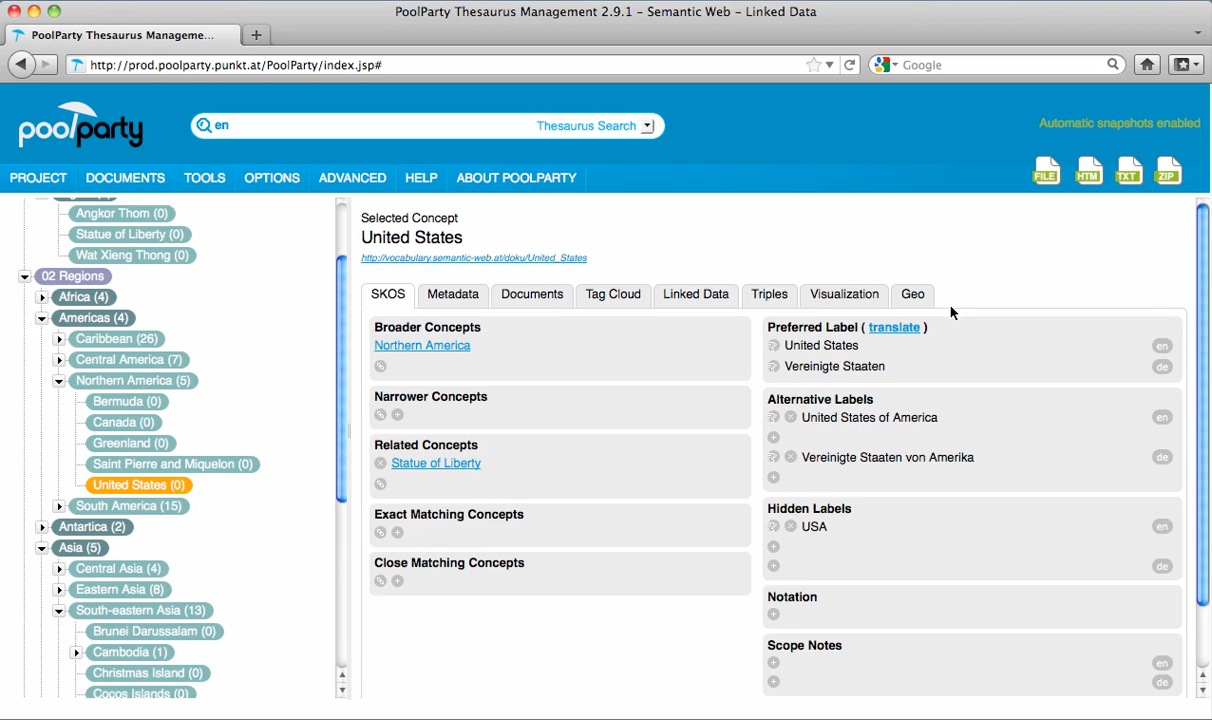 PoolParty Thesaurus Management 2.9.1 – Semantic Web – Linked Data
PoolParty Thesaurus Manageme...
http://prod.poolparty.punkt.at/PoolParty/index.jsp#
Google
poolparty
en
Thesaurus Search
Automatic snapshots enabled
PROJECT DOCUMENTS TOOLS OPTIONS ADVANCED HELP ABOUT POOLPARTY
FILE HTM TXT ZIP
Angkor Thom (0)
Statue of Liberty (0)
Wat Xieng Thong (0)
02 Regions
Africa (4)
Americas (4)
Caribbean (26)
Central America (7)
Northern America (5)
Bermuda (0)
Canada (0)
Greenland (0)
Saint Pierre and Miquelon (0)
United States (0)
South America (15)
Antartica (2)
Asia (5)
Central Asia (4)
Eastern Asia (8)
South-eastern Asia (13)
Brunei Darussalam (0)
Cambodia (1)
Christmas Island (0)
Cocos Islands (0)
Selected Concept
United States
http://vocabulary.semantic-web.at/doku/United_States
SKOS Metadata Documents Tag Cloud Linked Data Triples Visualization Geo
Broader Concepts
Northern America
Narrower Concepts
Related Concepts
Statue of Liberty
Exact Matching Concepts
Close Matching Concepts
Preferred Label ( translate )
United States en
Vereinigte Staaten de
Alternative Labels
United States of America en
Vereinigte Staaten von Amerika de
Hidden Labels
USA en
de
Notation
Scope Notes
en
de